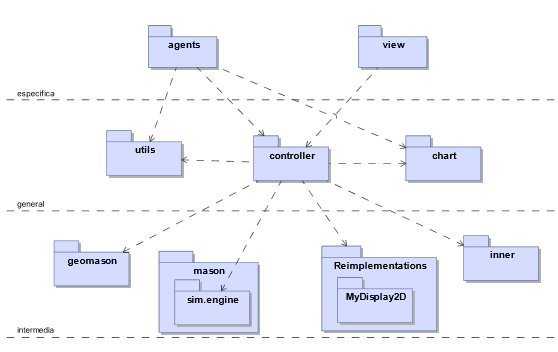 agents
view
especifica
utils
controller
chart
general
geomason
mason
sim.engine
Reimplementations
MyDisplay2D
inner
intermedia